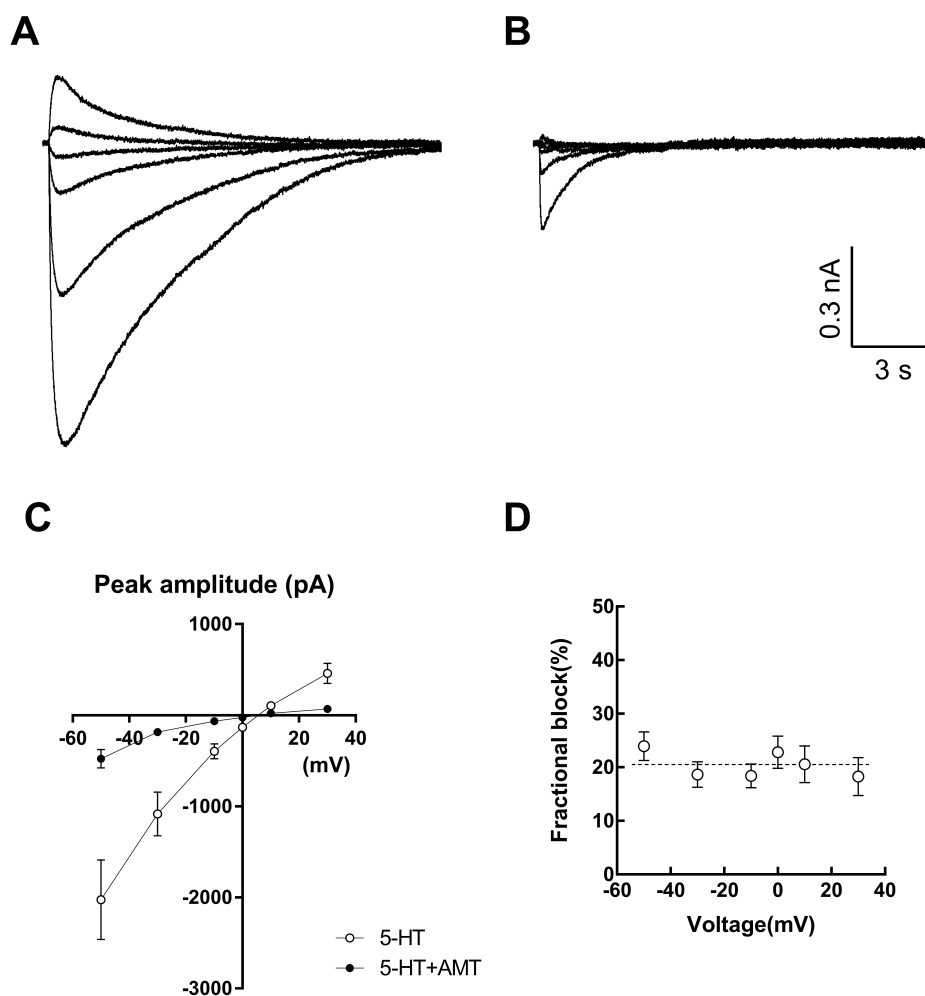 A
B
0.3 nA
3 s
C
D
Peak amplitude (pA)
1000
-60 -40 -20 20 40
(mV)
-1000
-2000
-3000
5-HT
5-HT+AMT
50
40
30
20
10
0
Fractional block(%)
-60 -40 -20 0 20 40
Voltage(mV)